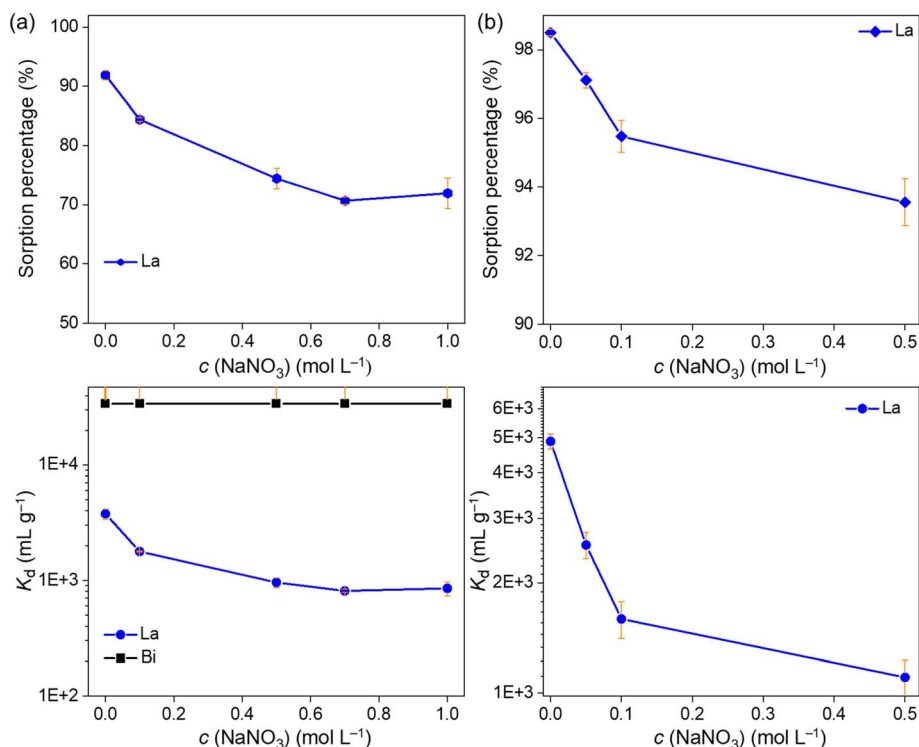 (a)
100
90
80
70
60
50
Sorption percentage (%)
La
0.0 0.2 0.4 0.6 0.8 1.0
c (NaNO₃) (mol L⁻¹)
(b)
98
96
94
92
90
Sorption percentage (%)
La
0.0 0.1 0.2 0.3 0.4 0.5
c (NaNO₃) (mol L⁻¹)
1E+4
1E+3
1E+2
K_d (mL g⁻¹)
La
Bi
0.0 0.2 0.4 0.6 0.8 1.0
c (NaNO₃) (mol L⁻¹)
6E+3
5E+3
4E+3
3E+3
2E+3
1E+3
K_d (mL g⁻¹)
La
0.0 0.1 0.2 0.3 0.4 0.5
c (NaNO₃) (mol L⁻¹)